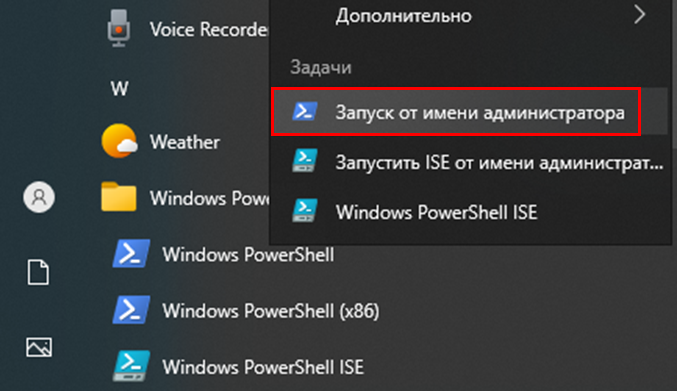 Voice Recorde
W
Weather
Windows Pow
Windows PowerShell
Windows PowerShell (x86)
Windows PowerShell ISE
Дополнительно
Задачи
Запуск от имени администратора
Запустить ISE от имени администрат...
Windows PowerShell ISE